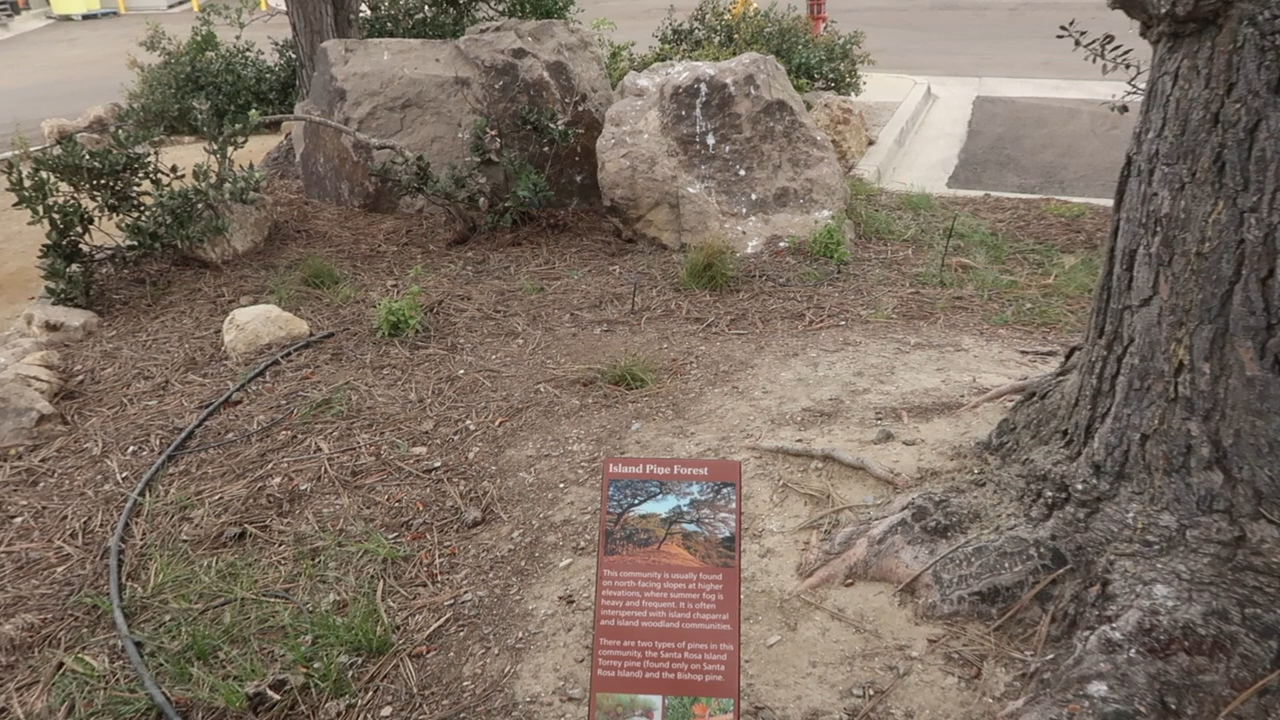 Island Pine Forest
This community is usually found
on north-facing slopes at higher
elevations, where summer fog is
heavy and frequent. It is often
interspersed with island chaparral
and island woodland communities.
There are two types of pines in this
community, the Santa Rosa Island
Torrey pine (found only on Santa
Rosa Island) and the Bishop pine.